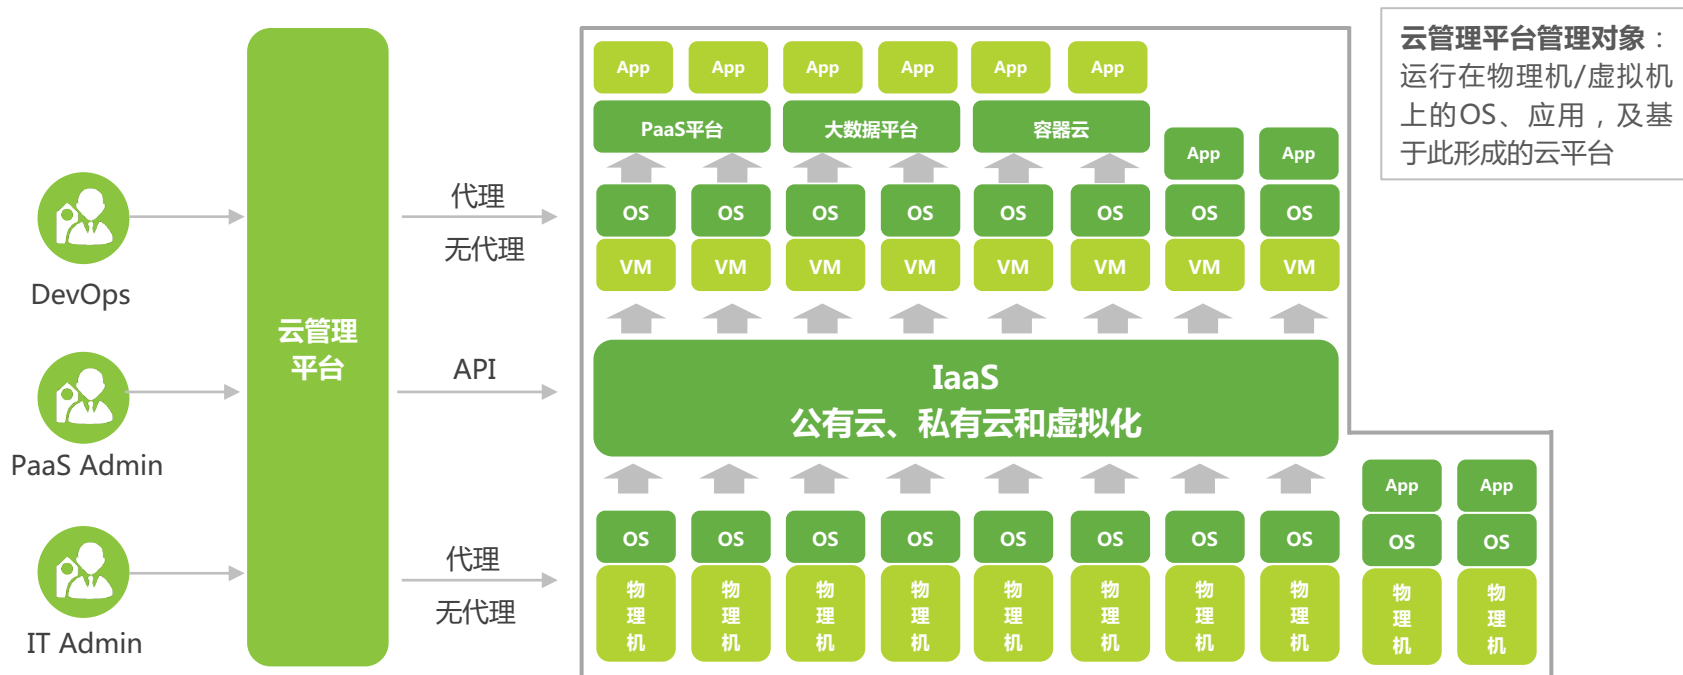 云管理平台管理对象：
运行在物理机/虚拟机
上的OS、应用，及基
于此形成的云平台
App App App App App App
PaaS平台 大数据平台 容器云
App App
OS OS OS OS OS OS OS OS
VM VM VM VM VM VM VM VM
DevOps
PaaS Admin
IT Admin
云管理
平台
代理
无代理
API
代理
无代理
IaaS
公有云、私有云和虚拟化
App App
OS OS OS OS OS OS OS OS OS OS
物理机 物理机 物理机 物理机 物理机 物理机 物理机 物理机 物理机 物理机